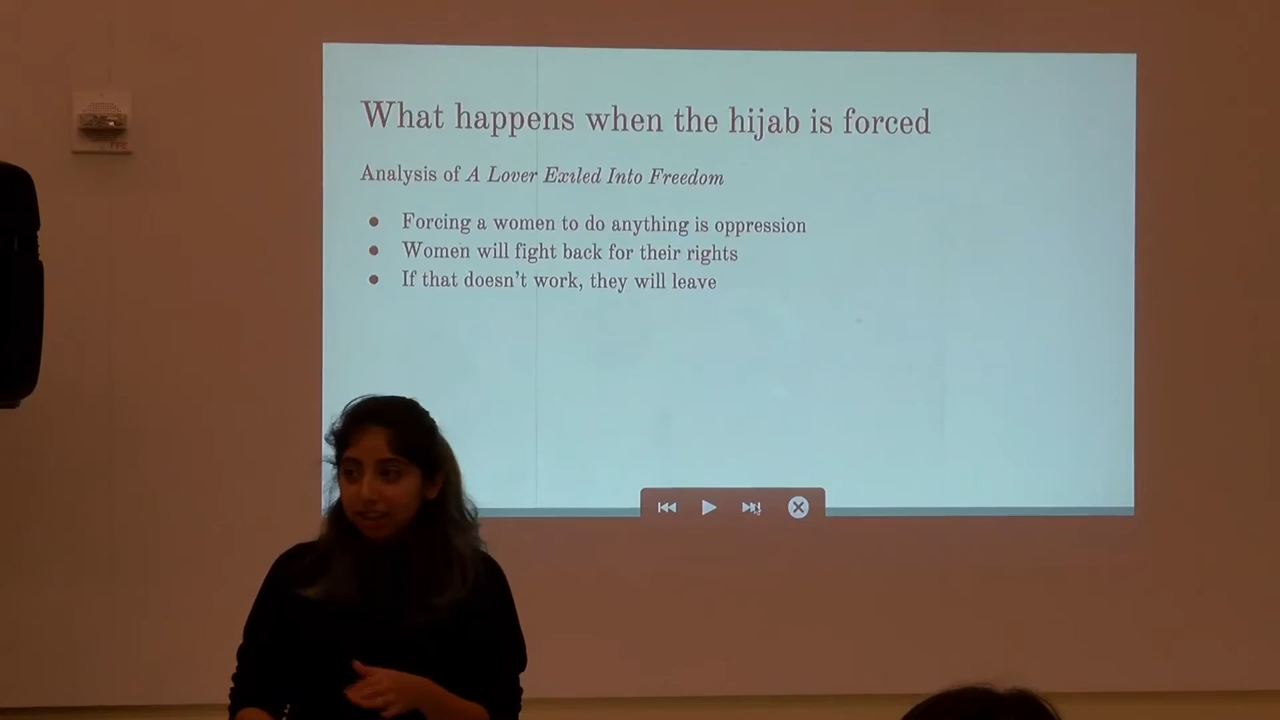 What happens when the hijab is forced
Analysis of A Lover Exiled Into Freedom
● Forcing a women to do anything is oppression
● Women will fight back for their rights
● If that doesn't work, they will leave
FIRE